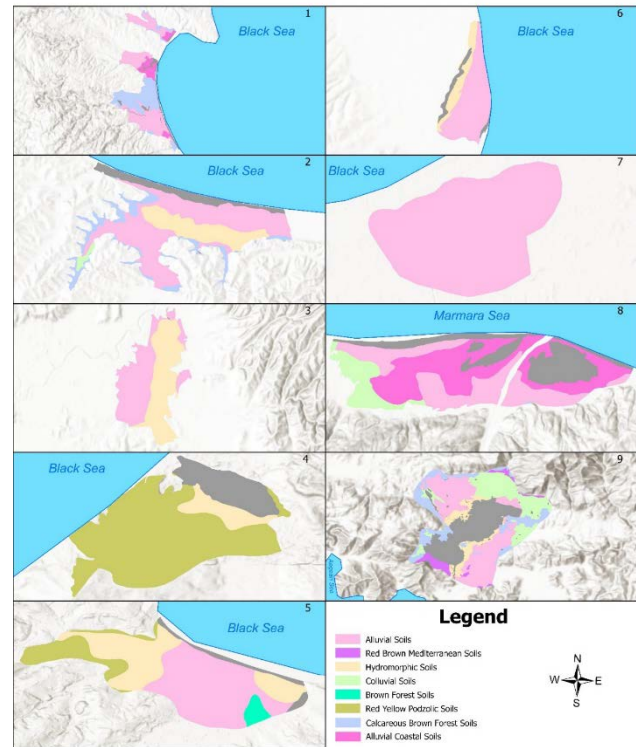 1
Black Sea
6
Black Sea
2
Black Sea
7
Black Sea
3
8
Marmara Sea
4
Black Sea
9
Aegean Sea
5
Black Sea
Legend
Alluvial Soils
Red Brown Mediterranean Soils
Hydromorphic Soils
Colluvial Soils
Brown Forest Soils
Red Yellow Podzolic Soils
Calcareous Brown Forest Soils
Alluvial Coastal Soils
N
W E
S